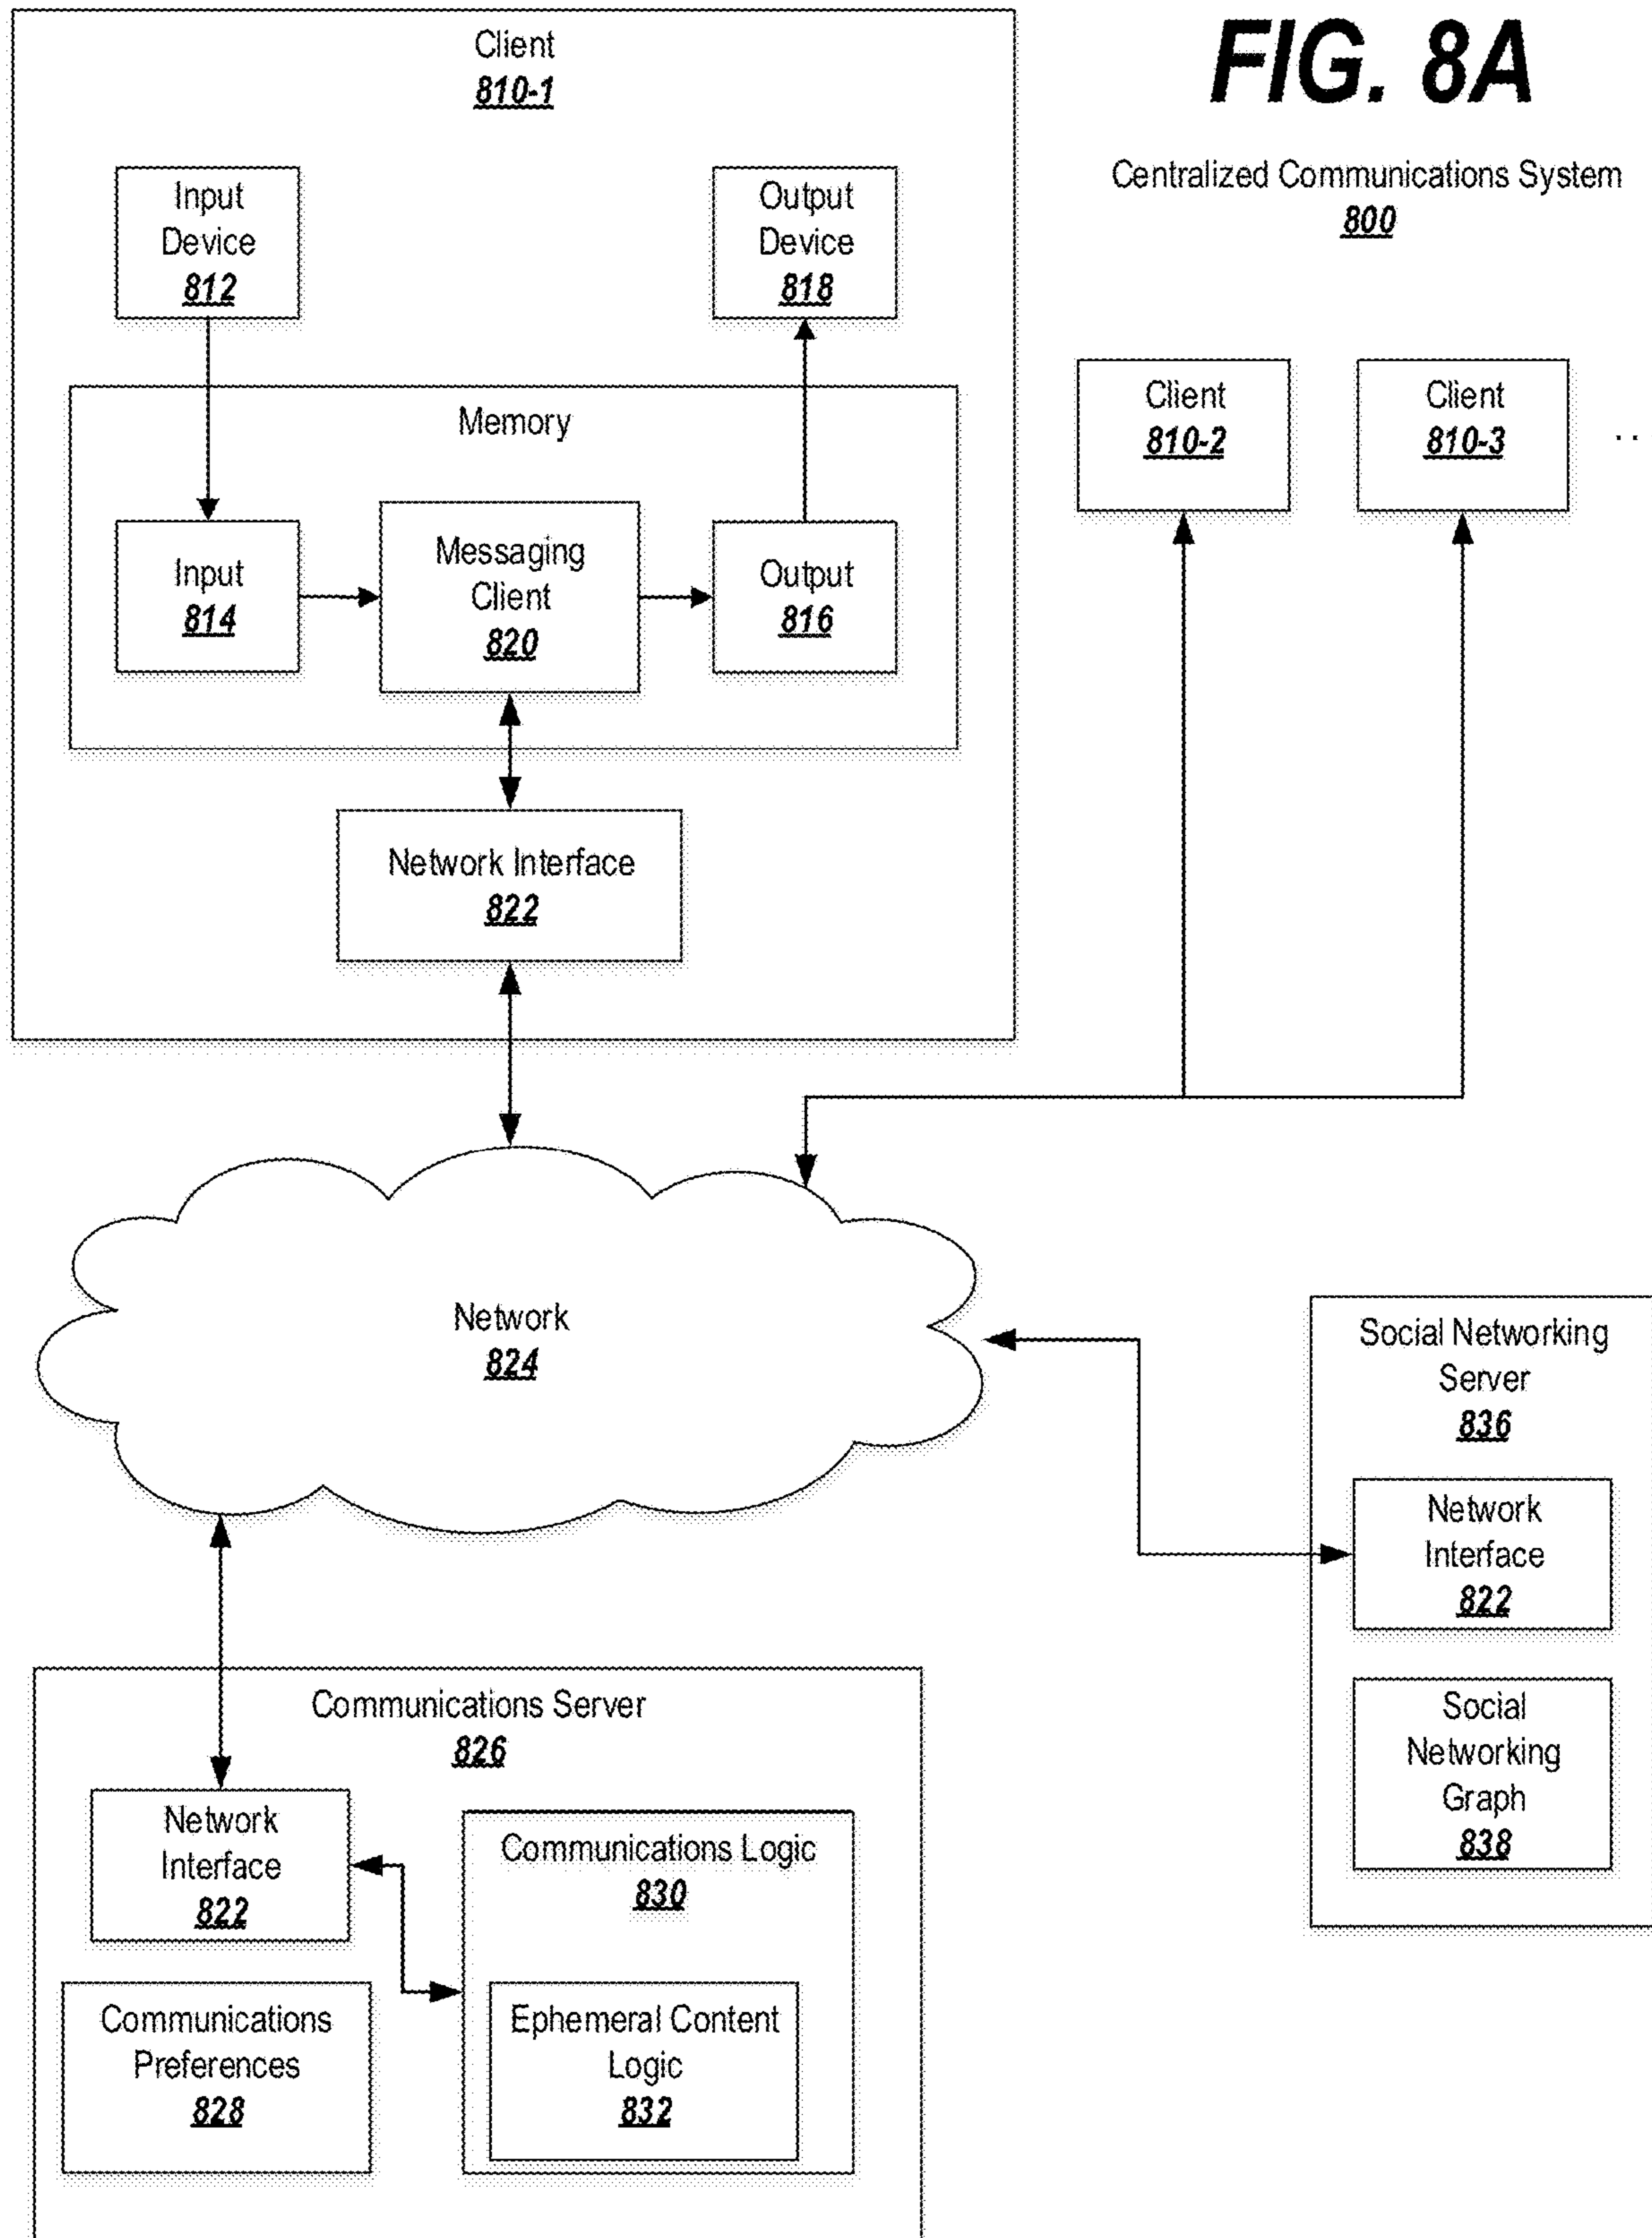 FIG. 8A
Centralized Communications System
800
Client
810-1
Input
Device
812
Output
Device
818
Memory
Input
814
Messaging
Client
820
Output
816
Network Interface
822
Client
810-2
Client
810-3
..
Network
824
Social Networking
Server
836
Network
Interface
822
Social
Networking
Graph
838
Communications Server
826
Network
Interface
822
Communications Logic
830
Communications
Preferences
828
Ephemeral Content
Logic
832